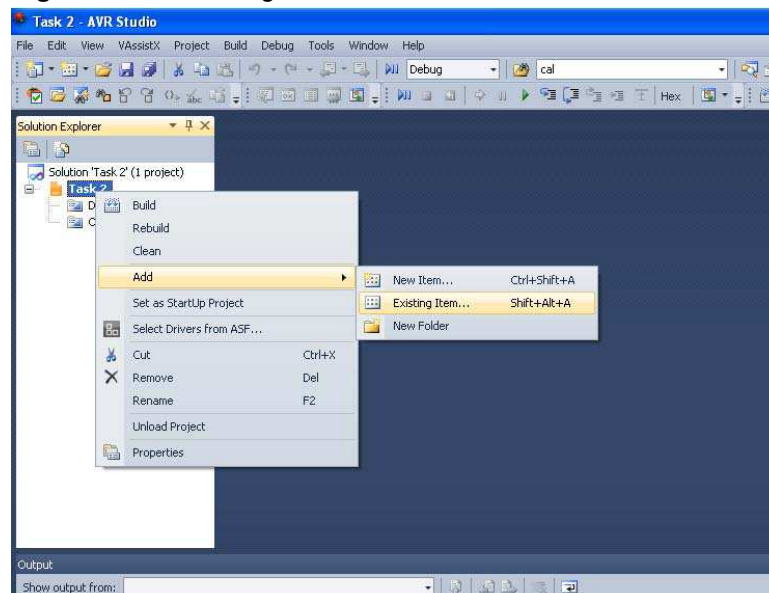 Task 2 - AVR Studio
File Edit View VAssistX Project Build Debug Tools Window Help
Debug cal
Hex
Solution Explorer
Solution 'Task 2' (1 project)
Task 2
D
C
Build
Rebuild
Clean
Add
Set as StartUp Project
Select Drivers from ASF...
Cut Ctrl+X
Remove Del
Rename F2
Unload Project
Properties
New Item... Ctrl+Shift+A
Existing Item... Shift+Alt+A
New Folder
Output
Show output from: